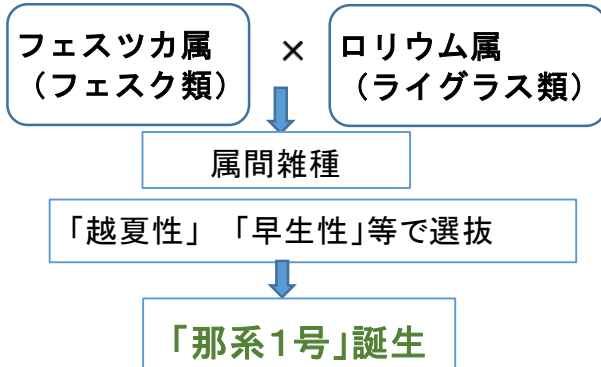 フェスツカ属
（フェスク類）
×
ロリウム属
（ライグラス類）
属間雑種
「越夏性」 「早生性」等で選抜
「那系１号」誕生